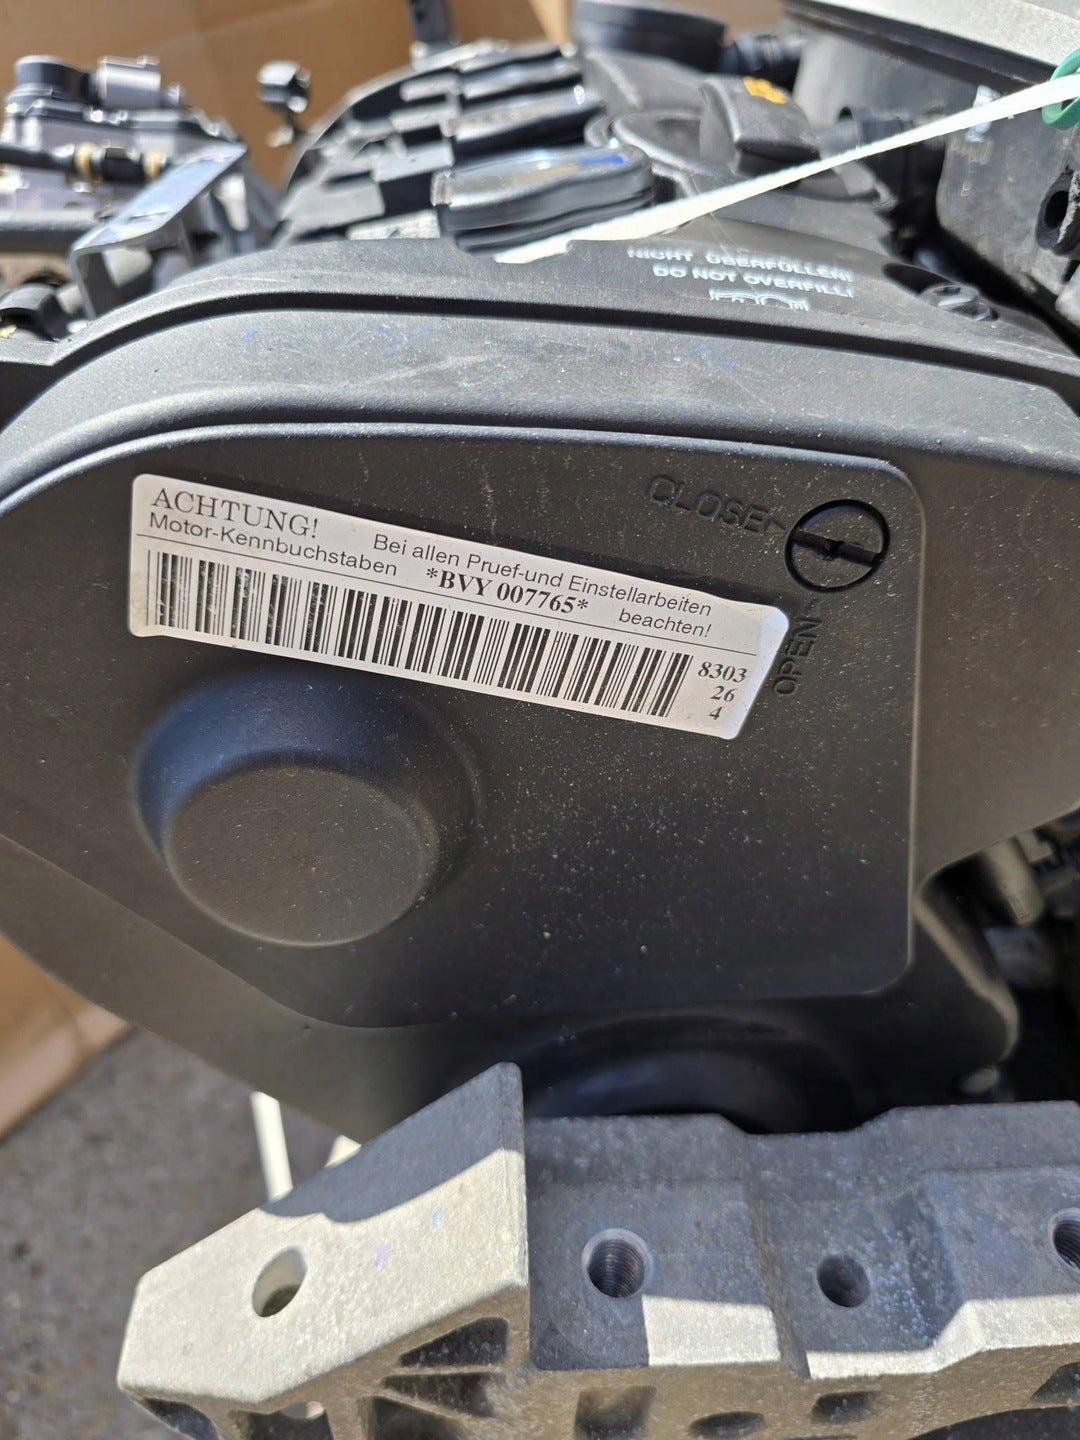 NICHT ÜBERFÜLLEN!
DO NOT OVERFILL!
CLOSE
OPEN
ACHTUNG! Bei allen Pruef-und Einstellarbeiten
Motor-Kennbuchstaben *BVY 007765* beachten!
8303
26
4